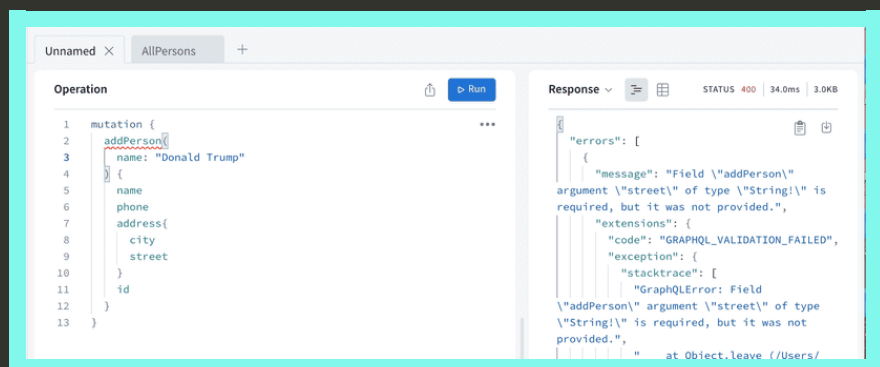 Unnamed × AllPersons +
Operation
Run
1 mutation {
2 addPerson(
3 name: "Donald Trump"
4 ) {
5 name
6 phone
7 address{
8 city
9 street
10 }
11 id
12 }
13 }
Response STATUS 400 34.0ms 3.0KB
{
"errors": [
{
"message": "Field \"addPerson\"
argument \"street\" of type \"String!\" is
required, but it was not provided.",
"extensions": {
"code": "GRAPHQL_VALIDATION_FAILED",
"exception": {
"stacktrace": [
"GraphQLError: Field
\"addPerson\" argument \"street\" of type
\"String!\" is required, but it was not
provided.",
" at Object.leave (/Users/